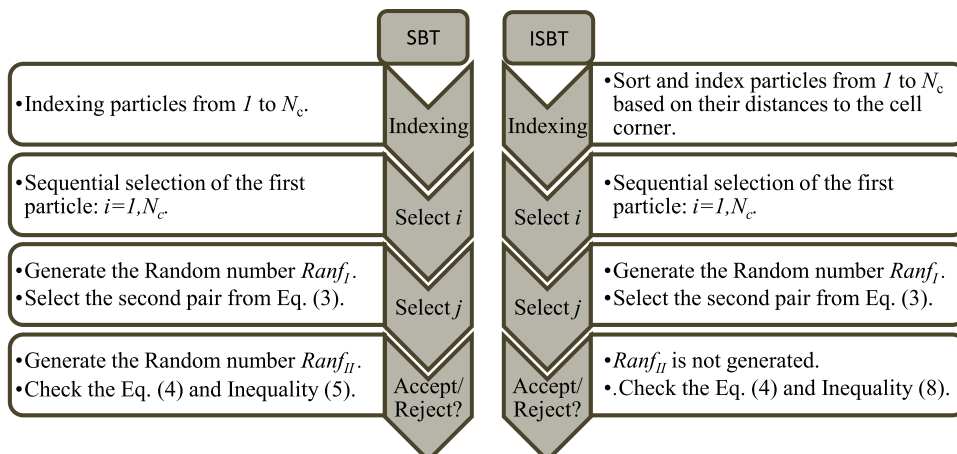 SBT
•Indexing particles from 1 to Nc.
Indexing
•Sequential selection of the first
particle: i=1,Nc.
Select i
•Generate the Random number RanfI.
•Select the second pair from Eq. (3).
Select j
•Generate the Random number RanfII.
•Check the Eq. (4) and Inequality (5).
Accept/
Reject?
ISBT
•Sort and index particles from 1 to Nc
based on their distances to the cell
corner.
Indexing
•Sequential selection of the first
particle: i=1,Nc.
Select i
•Generate the Random number RanfI.
•Select the second pair from Eq. (3).
Select j
•RanfII is not generated.
•.Check the Eq. (4) and Inequality (8).
Accept/
Reject?